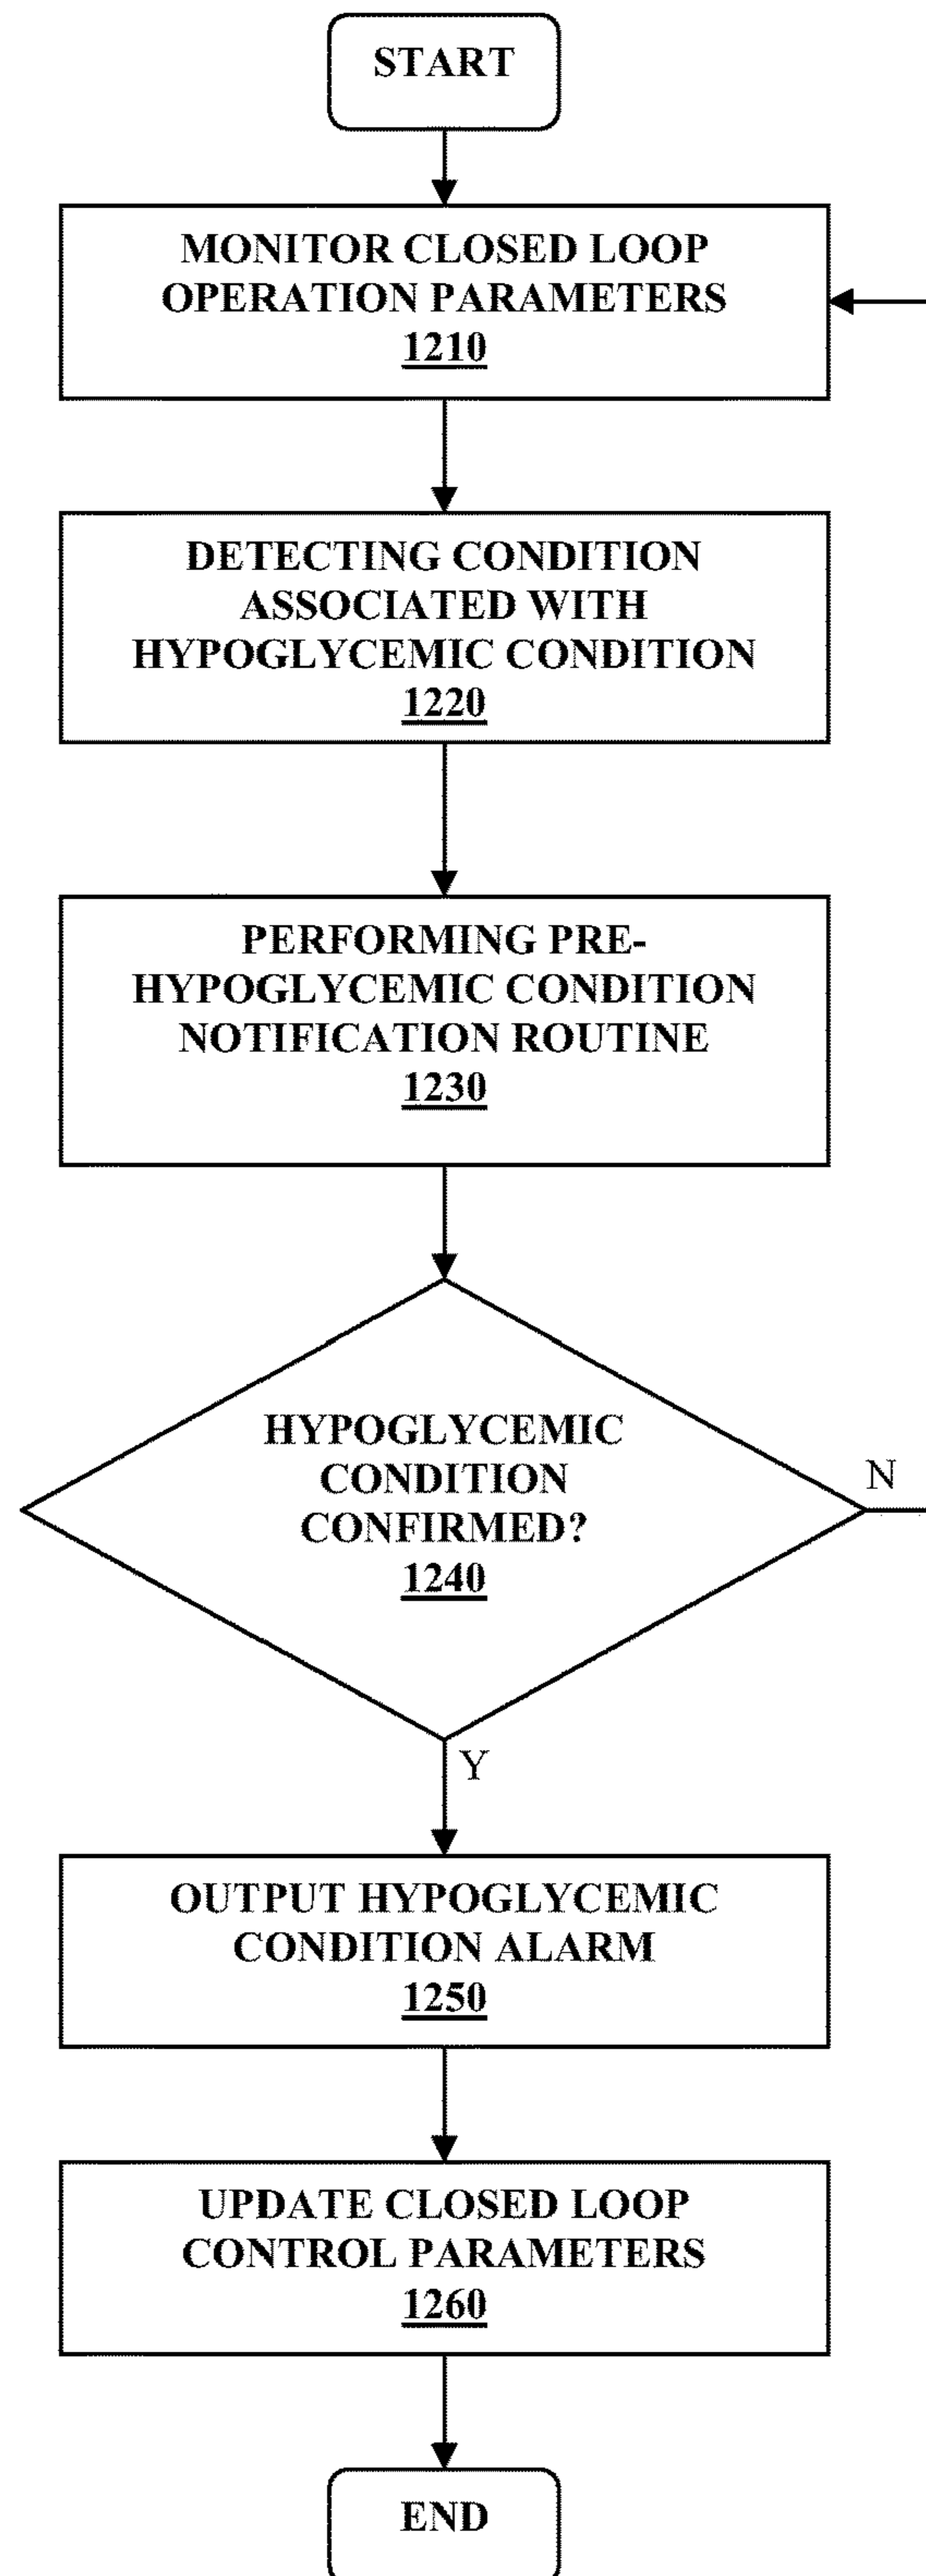 START
MONITOR CLOSED LOOP
OPERATION PARAMETERS
1210
DETECTING CONDITION
ASSOCIATED WITH
HYPOGLYCEMIC CONDITION
1220
PERFORMING PRE-
HYPOGLYCEMIC CONDITION
NOTIFICATION ROUTINE
1230
HYPOGLYCEMIC
CONDITION
CONFIRMED?
1240
N
Y
OUTPUT HYPOGLYCEMIC
CONDITION ALARM
1250
UPDATE CLOSED LOOP
CONTROL PARAMETERS
1260
END